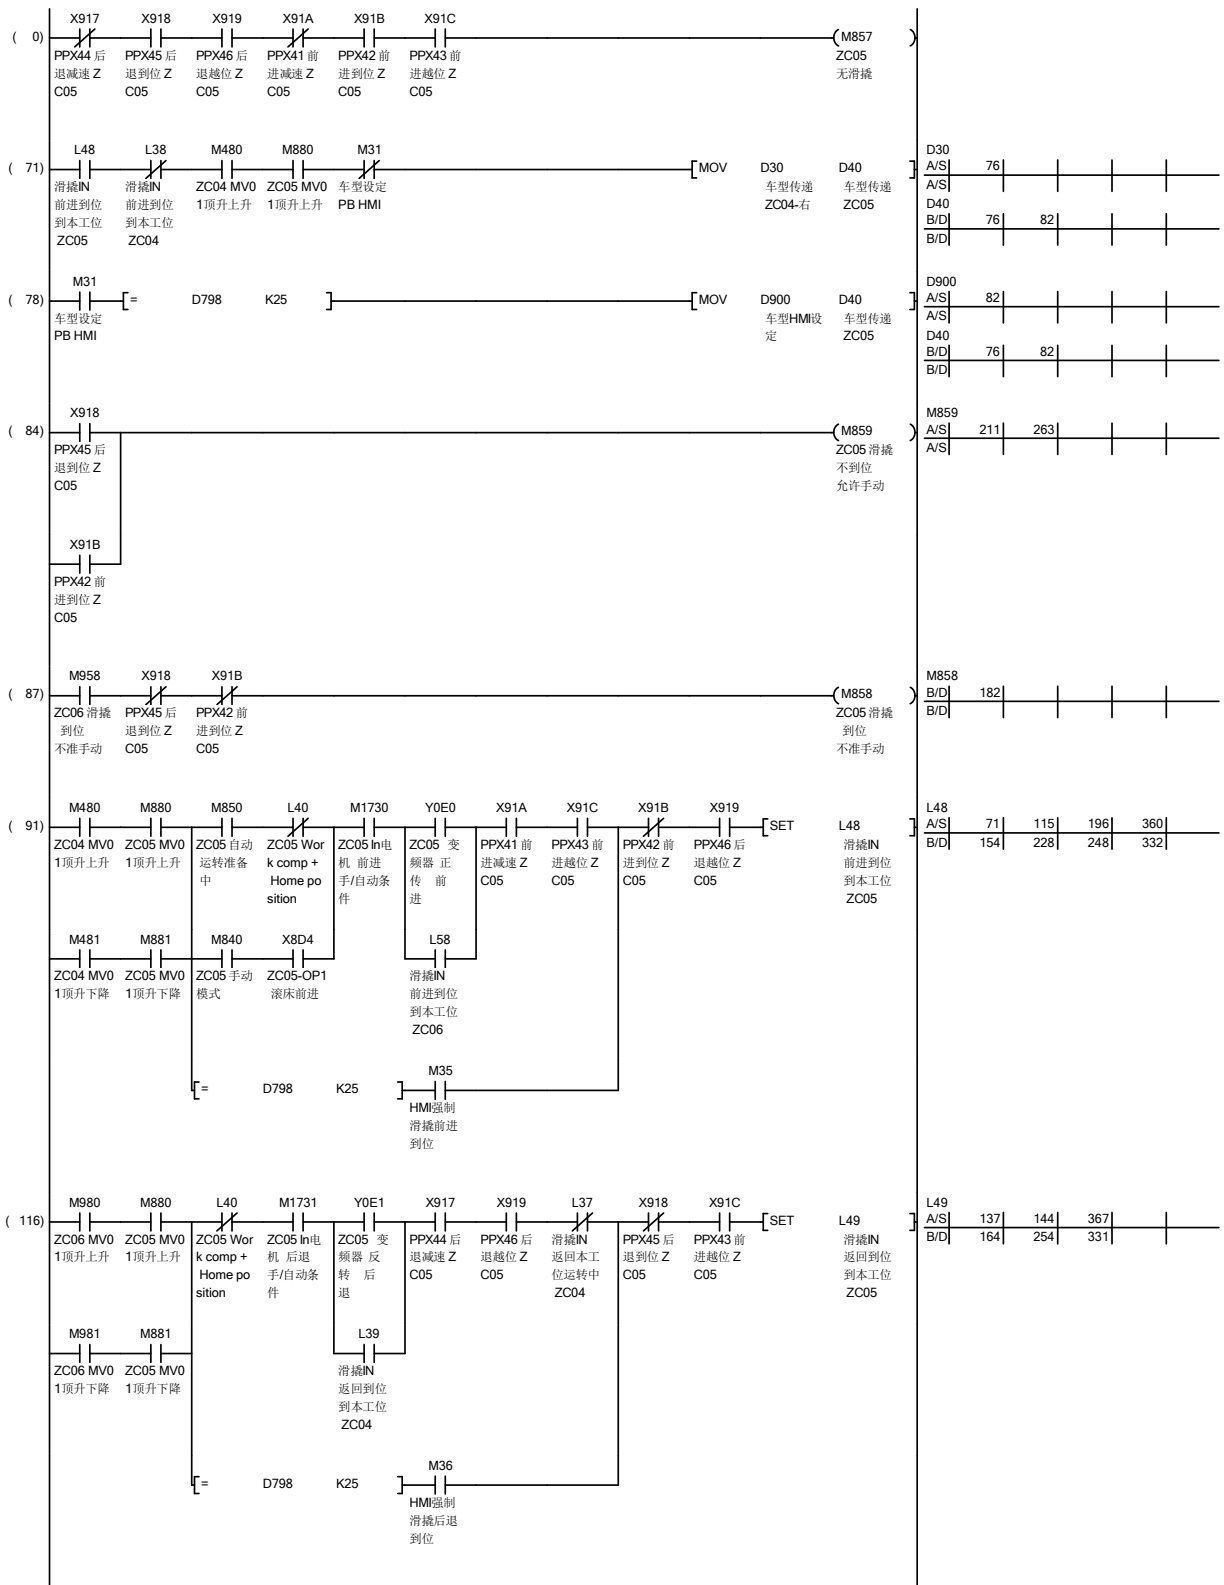 X917 X918 X919 X91A X91B X91C
( 0) M857
PPX44 后 PPX45 后 PPX46 后 PPX41 前 PPX42 前 PPX43 前 ZC05
退减速 Z 退到位 Z 退越位 Z 进减速 Z 进到位 Z 进越位 Z 无滑撬
C05 C05 C05 C05 C05 C05
L48 L38 M480 M880 M31 D30
( 71) MOV D30 D40 A/S 76
滑撬IN 滑撬IN ZC04 MV0 ZC05 MV0 车型设定 车型传递 车型传递 A/S
前进到位 前进到位 1顶升上升 1顶升上升 PB HMI ZC04-右 ZC05 D40
到本工位 到本工位 B/D 76 82
ZC05 ZC04 B/D
M31 D900
( 78) = D798 K25 MOV D900 D40 A/S 82
车型设定 车型HMI设 车型传递 A/S
PB HMI 定 ZC05 D40
B/D 76 82
B/D
X918 M859
( 84) M859 A/S 211 263
PPX45 后 ZC05 滑撬 A/S
退到位 Z 不到位
C05 允许手动
X91B
PPX42 前
进到位 Z
C05
M958 X918 X91B M858
( 87) M858 B/D 182
ZC06 滑撬 PPX45 后 PPX42 前 ZC05 滑撬 B/D
到位 退到位 Z 进到位 Z 到位
不准手动 C05 C05 不准手动
M480 M880 M850 L40 M1730 Y0E0 X91A X91C X91B X919 L48
( 91) SET L48 A/S 71 115 196 360
ZC04 MV0 ZC05 MV0 ZC05 自动 ZC05 Wor ZC05 In电 ZC05 变 PPX41 前 PPX43 前 PPX42 前 PPX46 后 滑撬IN B/D 154 228 248 332
1顶升上升 1顶升上升 运转准备 k comp + 机 前进 频器 正 进减速 Z 进越位 Z 进到位 Z 退越位 Z 前进到位
中 Home po 手/自动条 传 前 C05 C05 C05 C05 到本工位
sition 件 进 ZC05
M481 M881 M840 X8D4 L58
ZC04 MV0 ZC05 MV0 ZC05 手动 ZC05-OP1 滑撬IN
1顶升下降 1顶升下降 模式 滚床前进 前进到位
到本工位
ZC06
M35
= D798 K25
HMI强制
滑撬前进
到位
M980 M880 L40 M1731 Y0E1 X917 X919 L37 X918 X91C L49
( 116) SET L49 A/S 137 144 367
ZC06 MV0 ZC05 MV0 ZC05 Wor ZC05 In电 ZC05 变 PPX44 后 PPX46 后 滑撬IN PPX45 后 PPX43 前 滑撬IN B/D 164 254 331
1顶升上升 1顶升上升 k comp + 机 后退 频器 反 退减速 Z 退越位 Z 返回本工 退到位 Z 进越位 Z 返回到位
Home po 手/自动条 转 后 C05 C05 位运转中 C05 C05 到本工位
sition 件 退 ZC04 ZC05
M981 M881 L39
ZC06 MV0 ZC05 MV0 滑撬IN
1顶升下降 1顶升下降 返回到位
到本工位
ZC04
M36
= D798 K25
HMI强制
滑撬后退
到位